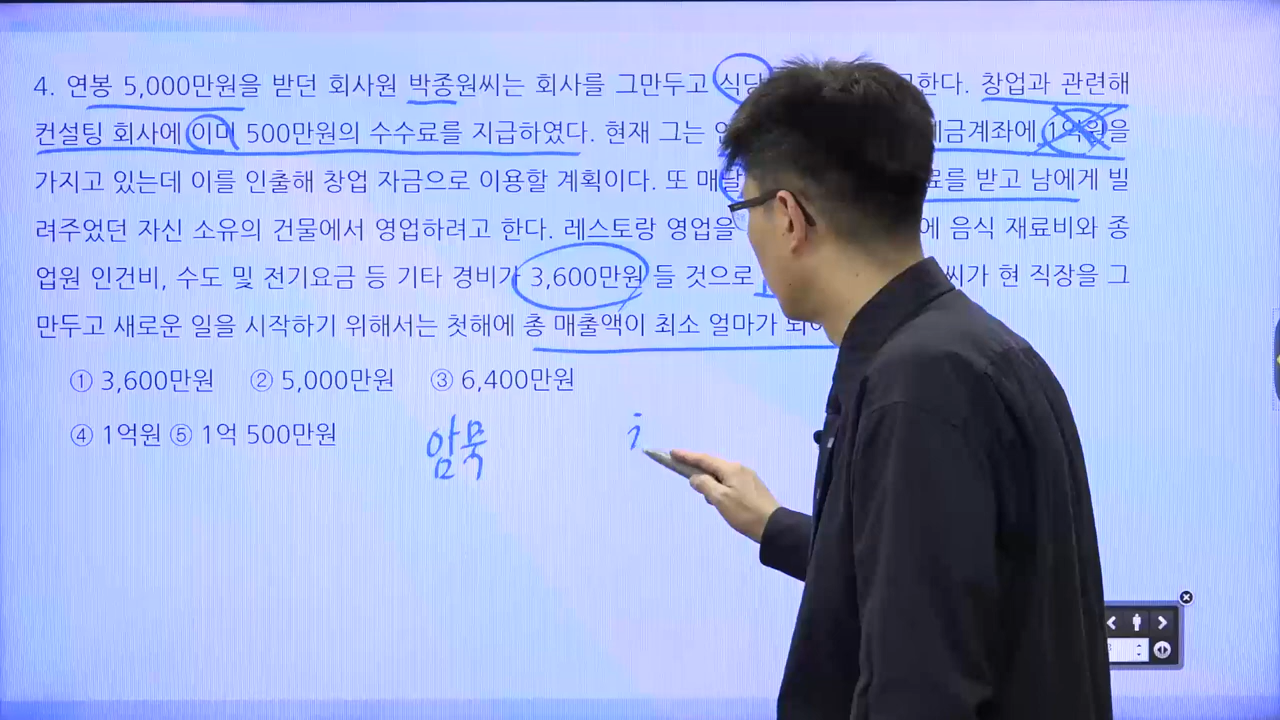 4. 연봉 5,000만원을 받던 회사원 박종원씨는 회사를 그만두고 식당 한다. 창업과 관련해
컨설팅 회사에 이미 500만원의 수수료를 지급하였다. 현재 그는 1억원을
가지고 있는데 이를 인출해 창업 자금으로 이용할 계획이다. 또 매달 받고 남에게 빌
려주었던 자신 소유의 건물에서 영업하려고 한다. 레스토랑 영업을 에 음식 재료비와 종
업원 인건비, 수도 및 전기요금 등 기타 경비가 3,600만원 들 것으로 씨가 현 직장을 그
만두고 새로운 일을 시작하기 위해서는 첫해에 총 매출액이 최소 얼마가
① 3,600만원 ② 5,000만원 ③ 6,400만원
④ 1억원 ⑤ 1억 500만원
암묵